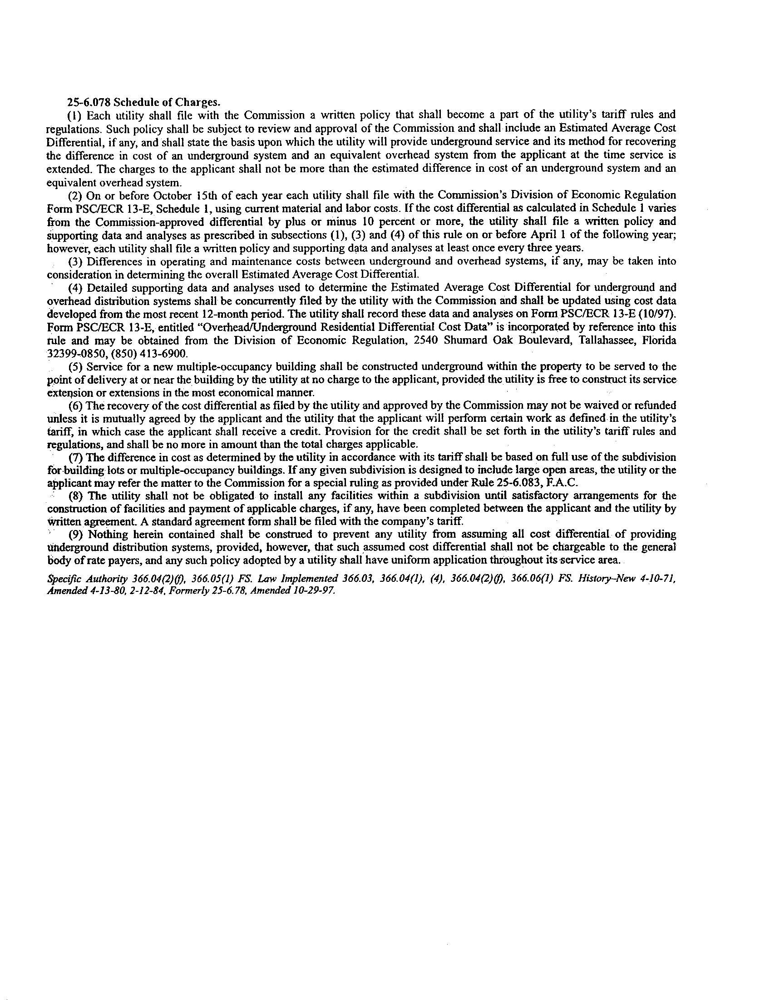 25-6.078 Schedule of Charges.
(1) Each utility shall file with the Commission a written policy that shall become a part of the utility's tariff rules and
regulations. Such policy shall be subject to review and approval of the Commission and shall include an Estimated Average Cost
Differential, if any, and shall state the basis upon which the utility will provide underground service and its method for recovering
the difference in cost of an underground system and an equivalent overhead system from the applicant at the time service is
extended. The charges to the applicant shall not be more than the estimated difference in cost of an underground system and an
equivalent overhead system.
(2) On or before October 15th of each year each utility shall file with the Commission's Division of Economic Regulation
Form PSC/ECR 13-E, Schedule 1, using current material and labor costs. If the cost differential as calculated in Schedule 1 varies
from the Commission-approved differential by plus or minus 10 percent or more, the utility shall file a written policy and
supporting data and analyses as prescribed in subsections (1), (3) and (4) of this rule on or before April 1 of the following year;
however, each utility shall file a written policy and supporting data and analyses at least once every three years.
(3) Differences in operating and maintenance costs between underground and overhead systems, if any, may be taken into
consideration in determining the overall Estimated Average Cost Differential.
(4) Detailed supporting data and analyses used to determine the Estimated Average Cost Differential for underground and
overhead distribution systems shall be concurrently filed by the utility with the Commission and shall be updated using cost data
developed from the most recent 12-month period. The utility shall record these data and analyses on Form PSC/ECR 13-E (10/97).
Form PSC/ECR 13-E, entitled “Overhead/Underground Residential Differential Cost Data” is incorporated by reference into this
rule and may be obtained from the Division of Economic Regulation, 2540 Shumard Oak Boulevard, Tallahassee, Florida
32399-0850, (850) 413-6900.
(5) Service for a new multiple-occupancy building shall be constructed underground within the property to be served to the
point of delivery at or near the building by the utility at no charge to the applicant, provided the utility is free to construct its service
extension or extensions in the most economical manner.
(6) The recovery of the cost differential as filed by the utility and approved by the Commission may not be waived or refunded
unless it is mutually agreed by the applicant and the utility that the applicant will perform certain work as defined in the utility's
tariff, in which case the applicant shall receive a credit. Provision for the credit shall be set forth in the utility's tariff rules and
regulations, and shall be no more in amount than the total charges applicable.
(7) The difference in cost as determined by the utility in accordance with its tariff shall be based on full use of the subdivision
for building lots or multiple-occupancy buildings. If any given subdivision is designed to include large open areas, the utility or the
applicant may refer the matter to the Commission for a special ruling as provided under Rule 25-6.083, F.A.C.
(8) The utility shall not be obligated to install any facilities within a subdivision until satisfactory arrangements for the
construction of facilities and payment of applicable charges, if any, have been completed between the applicant and the utility by
written agreement. A standard agreement form shall be filed with the company's tariff.
(9) Nothing herein contained shall be construed to prevent any utility from assuming all cost differential of providing
underground distribution systems, provided, however, that such assumed cost differential shall not be chargeable to the general
body of rate payers, and any such policy adopted by a utility shall have uniform application throughout its service area.
Specific Authority 366.04(2)(f), 366.05(1) FS. Law Implemented 366.03, 366.04(1), (4), 366.04(2)(f), 366.06(1) FS. History–New 4-10-71,
Amended 4-13-80, 2-12-84, Formerly 25-6.78, Amended 10-29-97.